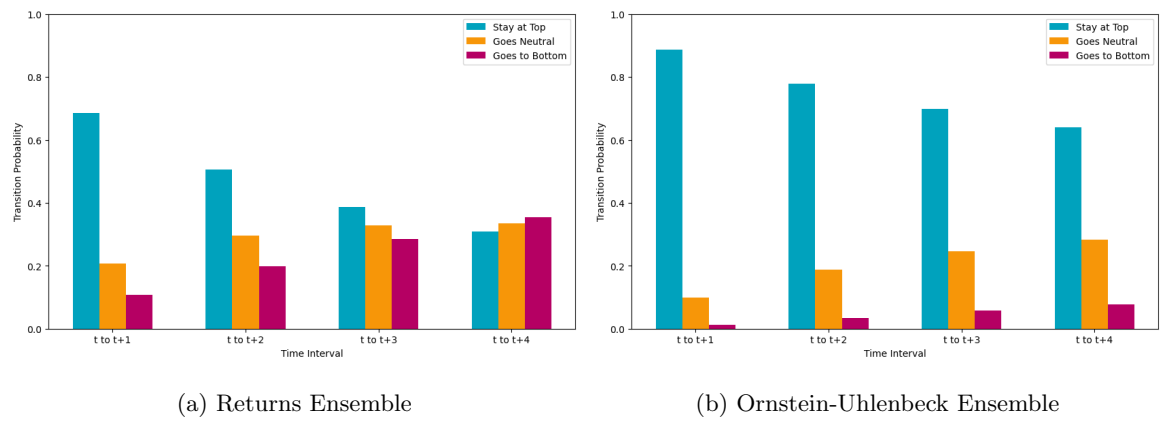 1.0
0.8
0.6
0.4
0.2
0.0
Transition Probability
Stay at Top
Goes Neutral
Goes to Bottom
t to t+1
t to t+2
t to t+3
t to t+4
Time Interval
(a) Returns Ensemble
1.0
0.8
0.6
0.4
0.2
0.0
Transition Probability
Stay at Top
Goes Neutral
Goes to Bottom
t to t+1
t to t+2
t to t+3
t to t+4
Time Interval
(b) Ornstein-Uhlenbeck Ensemble